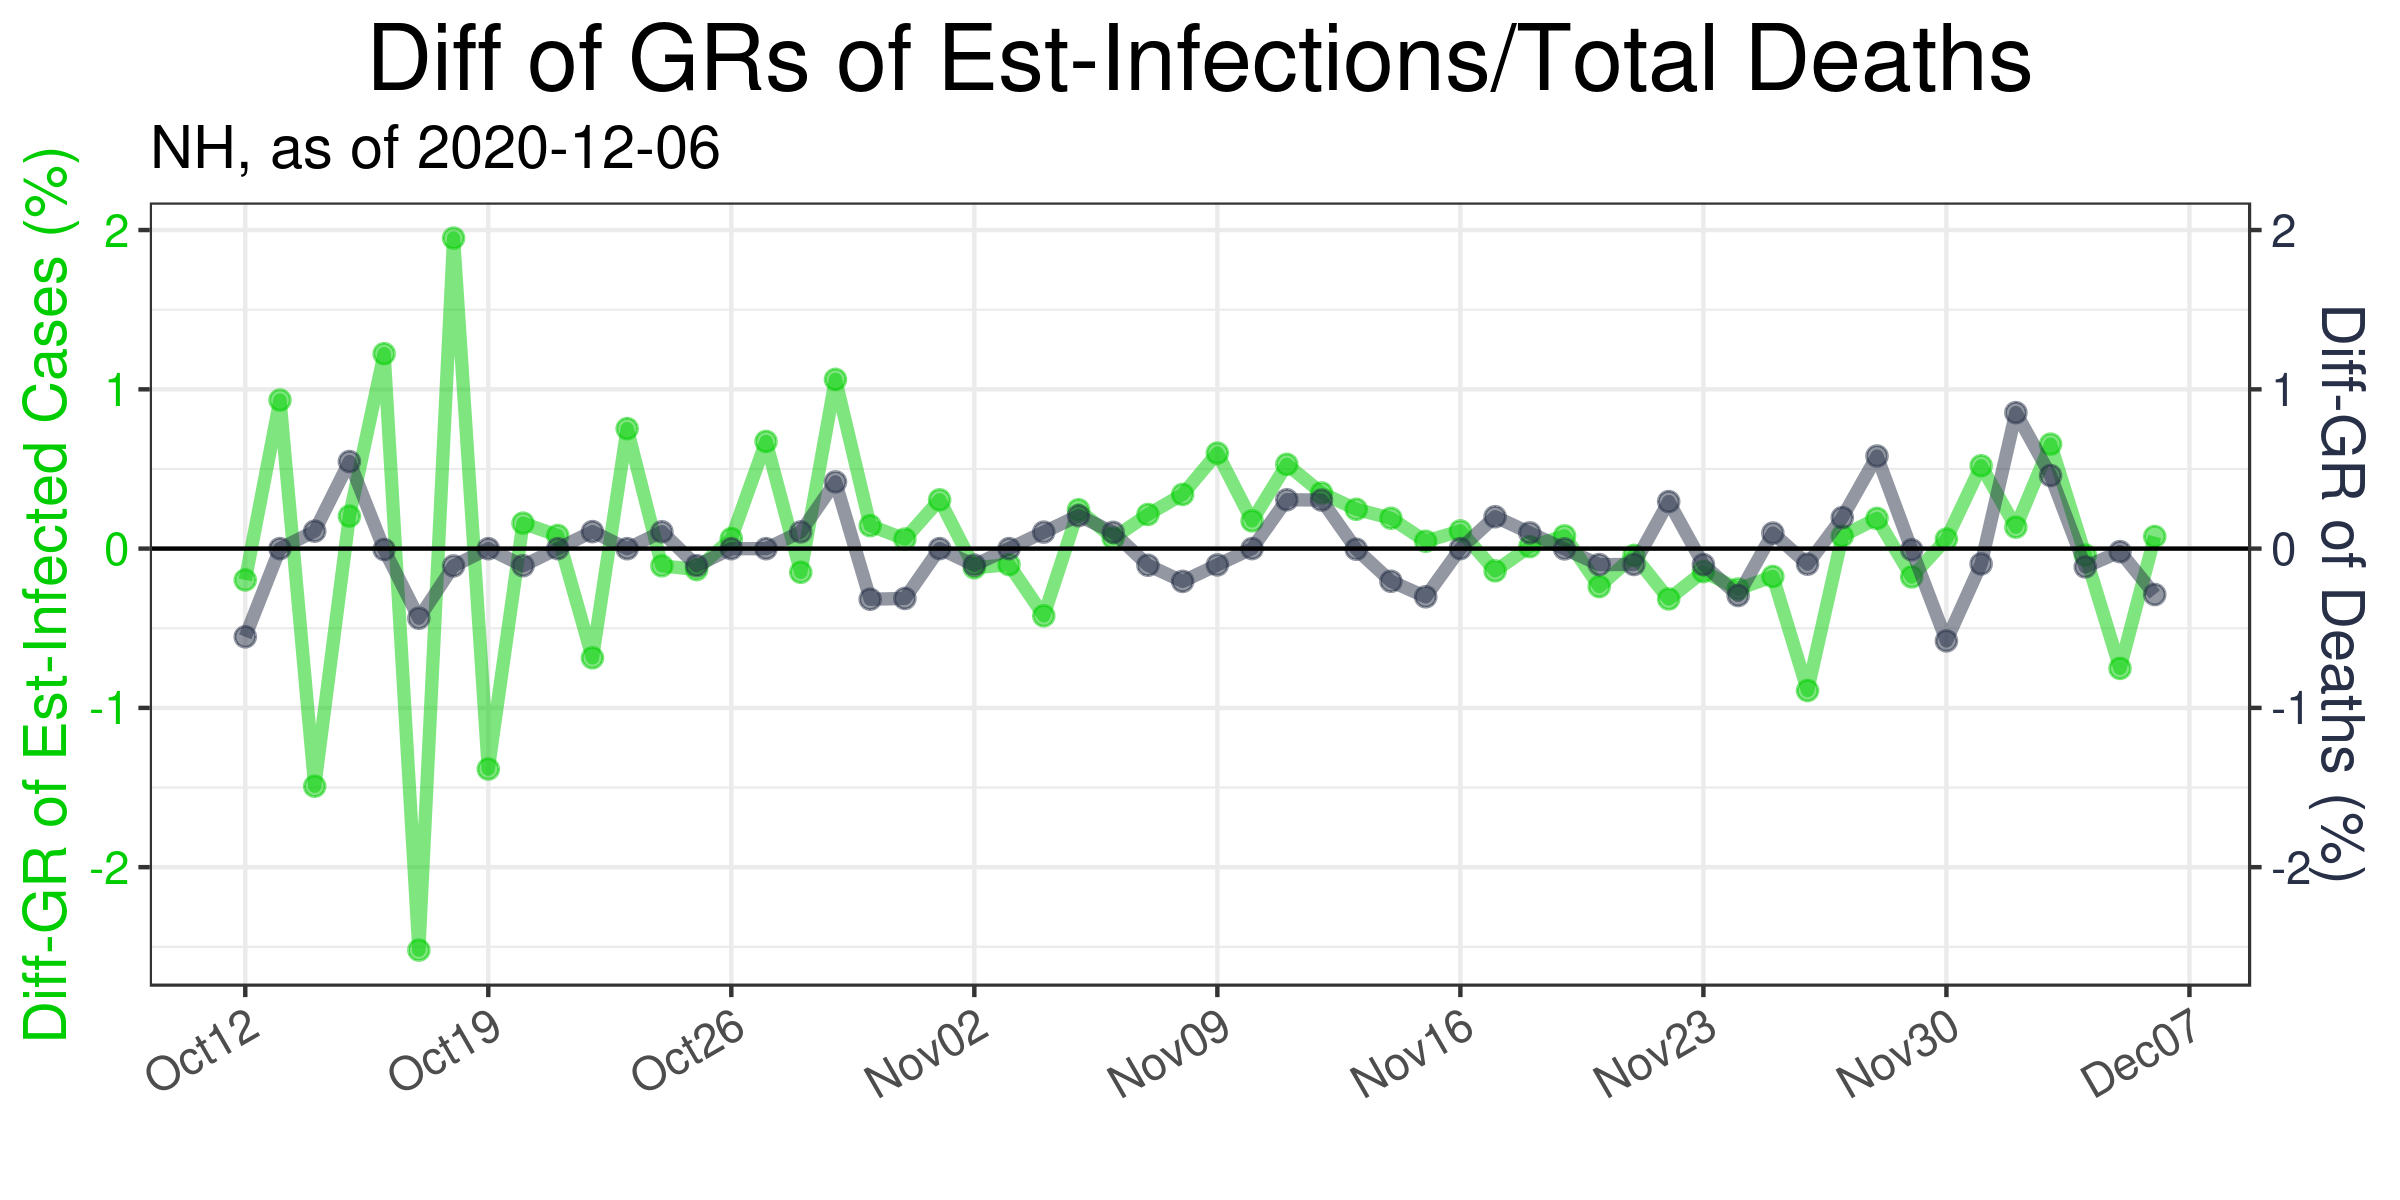 Diff of GRs of Est-Infections/Total Deaths
NH, as of 2020-12-06
Diff-GR of Est-Infected Cases (%)
2
1
0
-1
-2
2
1
0
-1
-2
Diff-GR of Deaths (%)
Oct12
Oct19
Oct26
Nov02
Nov09
Nov16
Nov23
Nov30
Dec07